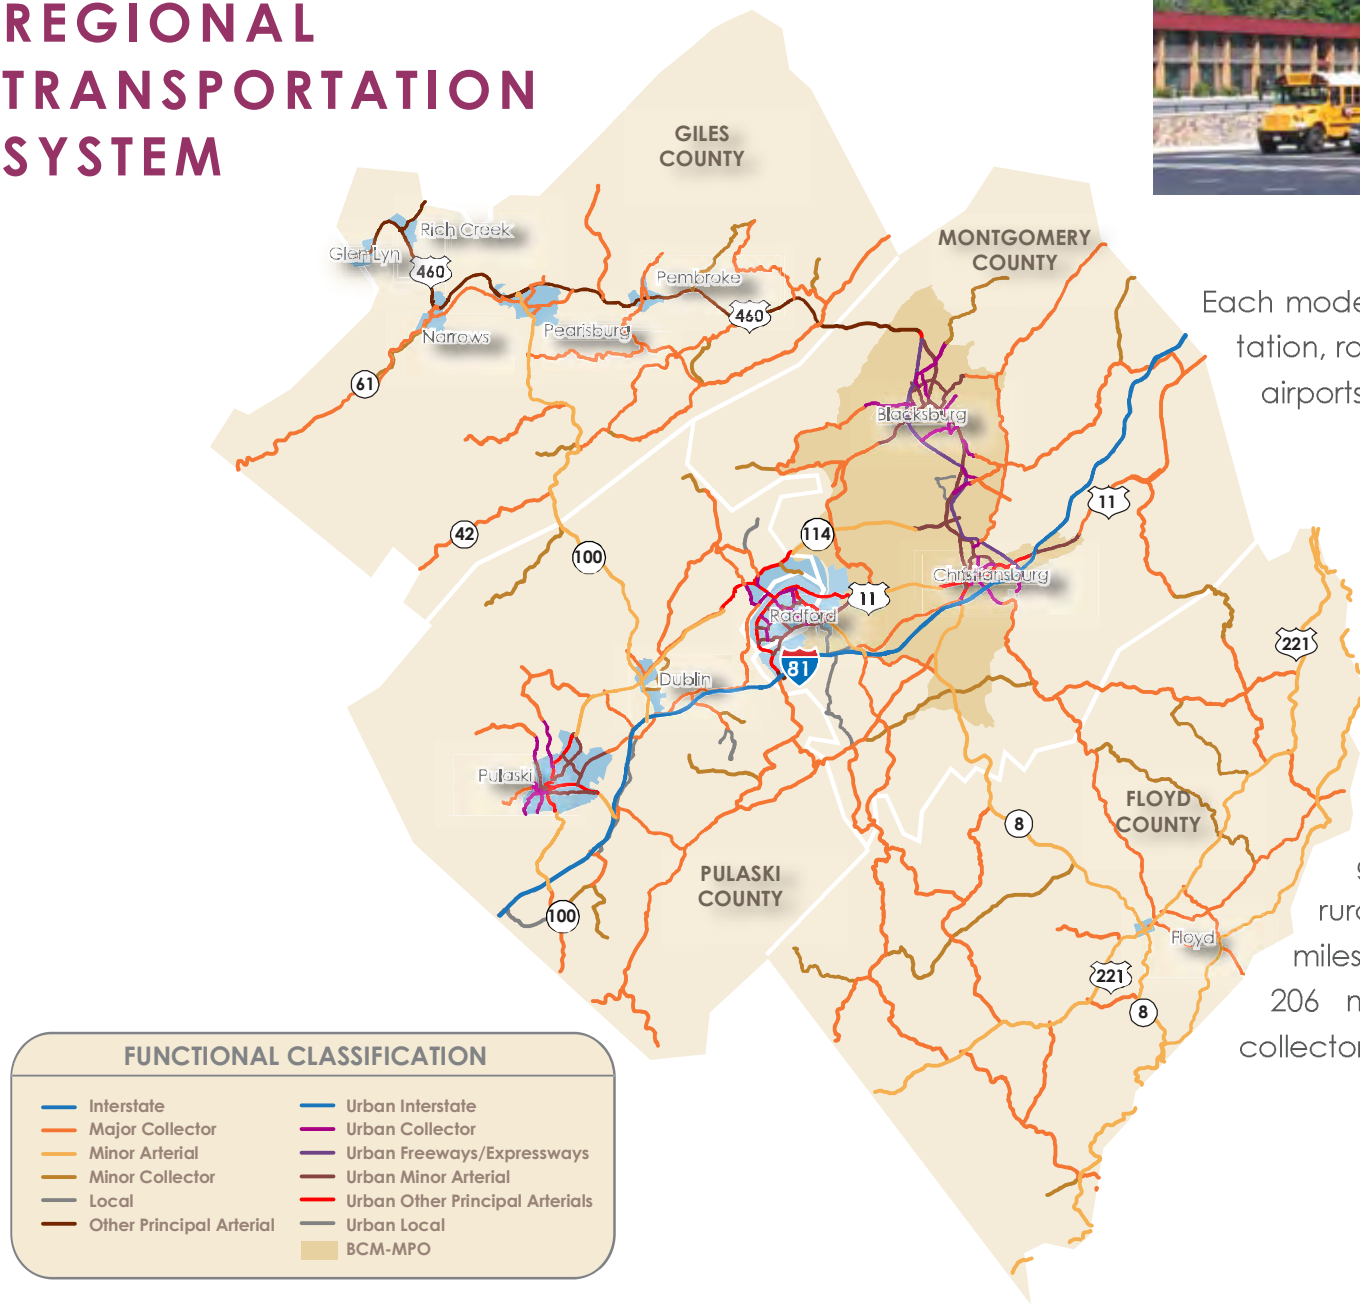 REGIONAL
TRANSPORTATION
SYSTEM
GILES
COUNTY
MONTGOMERY
COUNTY
Rich Creek
Glen Lyn
460
Pembroke
460
Narrows
Pearisburg
61
Each mode
tation, ro
airports
Blacksburg
11
42
114
100
Christiansburg
11
Radford
221
81
Dublin
Pulaski
FLOYD
COUNTY
8
PULASKI
COUNTY
100
rura
miles
Floyd
221
206 m
8
collector
FUNCTIONAL CLASSIFICATION
Interstate
Major Collector
Minor Arterial
Minor Collector
Local
Other Principal Arterial
Urban Interstate
Urban Collector
Urban Freeways/Expressways
Urban Minor Arterial
Urban Other Principal Arterials
Urban Local
BCM-MPO